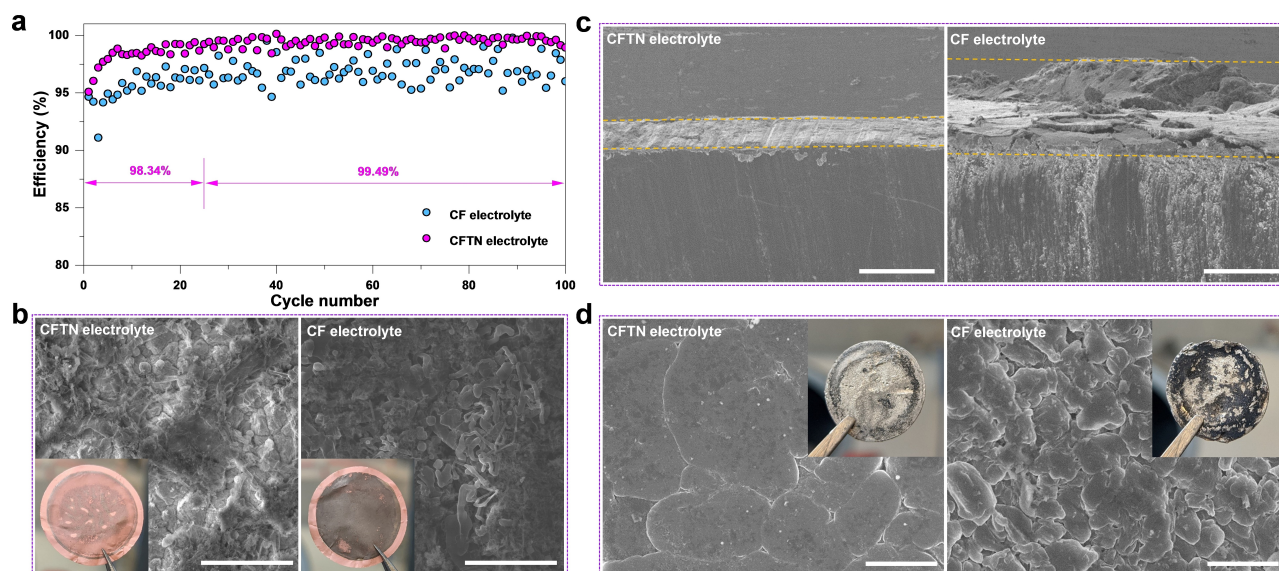 a
Efficiency (%)
100
95
90
85
80
98.34%
99.49%
CF electrolyte
CFTN electrolyte
0
20
40
60
80
100
Cycle number
b
CFTN electrolyte
CF electrolyte
c
CFTN electrolyte
CF electrolyte
d
CFTN electrolyte
CF electrolyte